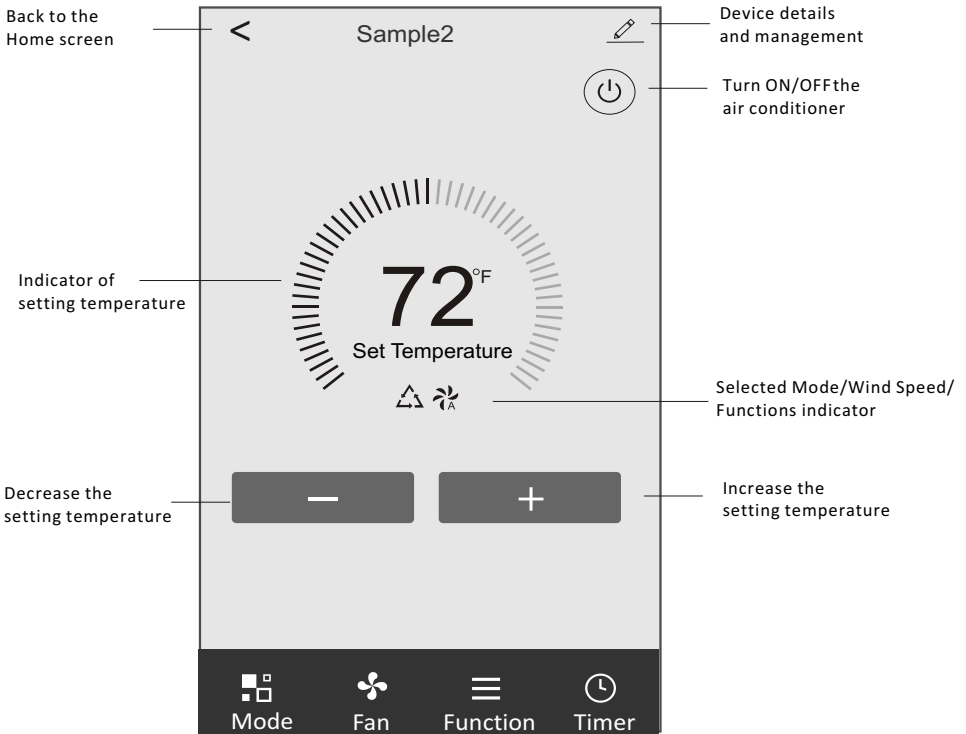 Back to the
Home screen
<
Sample2
Device details
and management
Turn ON/OFF the
air conditioner
Indicator of
setting temperature
72°F
Set Temperature
A
Selected Mode/Wind Speed/
Functions indicator
Decrease the
setting temperature
−
+
Increase the
setting temperature
Mode
Fan
Function
Timer